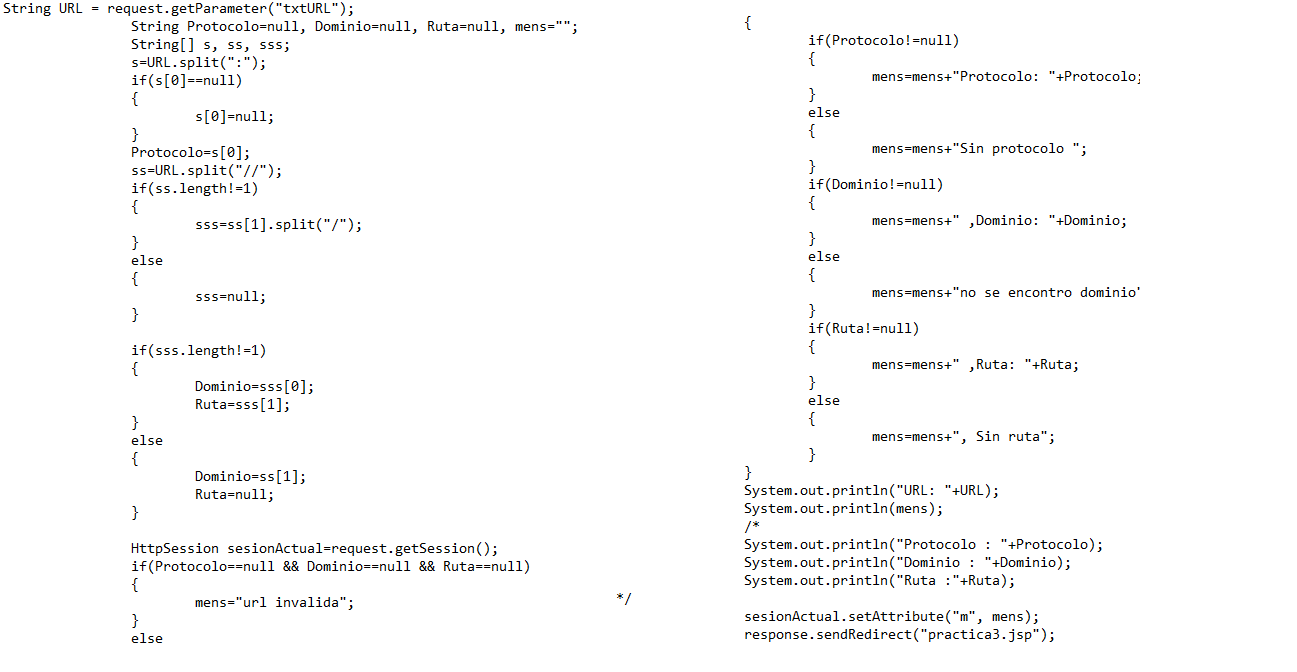 String URL = request.getParameter("txtURL");
String Protocolo=null, Dominio=null, Ruta=null, mens="";
String[] s, ss, sss;
s=URL.split(":");
if(s[0]==null)
{
s[0]=null;
}
Protocolo=s[0];
ss=URL.split("//");
if(ss.length!=1)
{
sss=ss[1].split("/");
}
else
{
sss=null;
}
if(sss.length!=1)
{
Dominio=sss[0];
Ruta=sss[1];
}
else
{
Dominio=ss[1];
Ruta=null;
}
HttpSession sesionActual=request.getSession();
if(Protocolo==null && Dominio==null && Ruta==null)
{
mens="url invalida";
}
else
{
if(Protocolo!=null)
{
mens=mens+"Protocolo: "+Protocolo;
}
else
{
mens=mens+"Sin protocolo ";
}
if(Dominio!=null)
{
mens=mens+" ,Dominio: "+Dominio;
}
else
{
mens=mens+"no se encontro dominio"
}
if(Ruta!=null)
{
mens=mens+" ,Ruta: "+Ruta;
}
else
{
mens=mens+", Sin ruta";
}
}
System.out.println("URL: "+URL);
System.out.println(mens);
/*
System.out.println("Protocolo : "+Protocolo);
System.out.println("Dominio : "+Dominio);
System.out.println("Ruta :"+Ruta);
*/
sesionActual.setAttribute("m", mens);
response.sendRedirect("practica3.jsp");